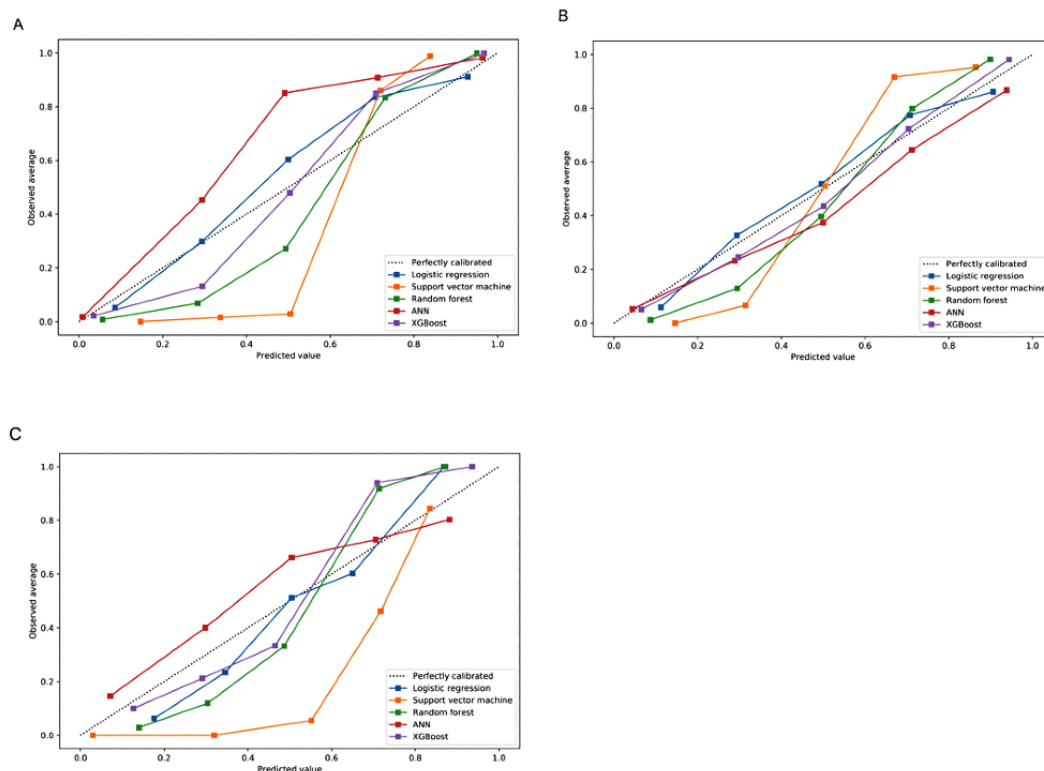 A
1.0
0.8
0.6
0.4
0.2
0.0
Observed average
Perfectly calibrated
Logistic regression
Support vector machine
Random forest
ANN
XGBoost
0.0 0.2 0.4 0.6 0.8 1.0
Predicted value
B
1.0
0.8
0.6
0.4
0.2
0.0
Observed average
Perfectly calibrated
Logistic regression
Support vector machine
Random forest
ANN
XGBoost
0.0 0.2 0.4 0.6 0.8 1.0
Predicted value
C
1.0
0.8
0.6
0.4
0.2
0.0
Observed average
Perfectly calibrated
Logistic regression
Support vector machine
Random forest
ANN
XGBoost
0.0 0.2 0.4 0.6 0.8 1.0
Predicted value